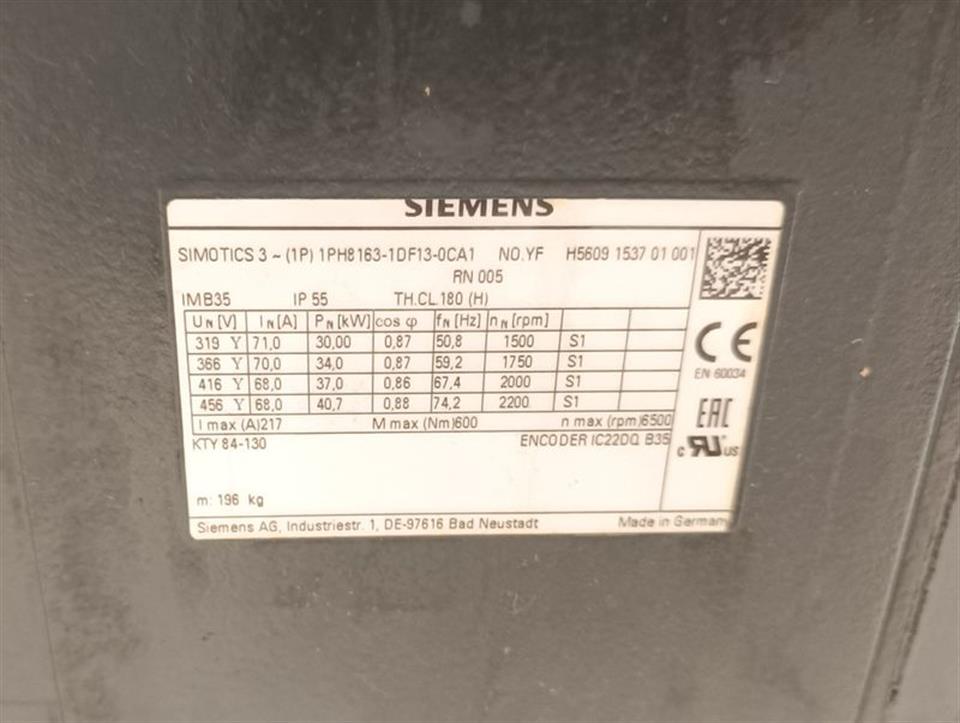 SIEMENS
SIMOTICS 3 ~ (1P) 1PH8163-1DF13-0CA1 NO.YF H5609 1537 01 001
RN 005
IMB35 IP 55 TH.CL.180 (H)
UN [V] IN [A] PN [kW] cos φ fN [Hz] nN [rpm]
319 Y 71,0 30,00 0,87 50,8 1500 S1
366 Y 70,0 34,0 0,87 59,2 1750 S1
416 Y 68,0 37,0 0,86 67,4 2000 S1
456 Y 68,0 40,7 0,88 74,2 2200 S1
I max (A)217 M max (Nm)600 n max (rpm)6500
KTY 84-130 ENCODER IC22DQ B35
m: 196 kg
Siemens AG, Industriestr. 1, DE-97616 Bad Neustadt Made in Germany
CE
EN 60034
EAC
c RU US